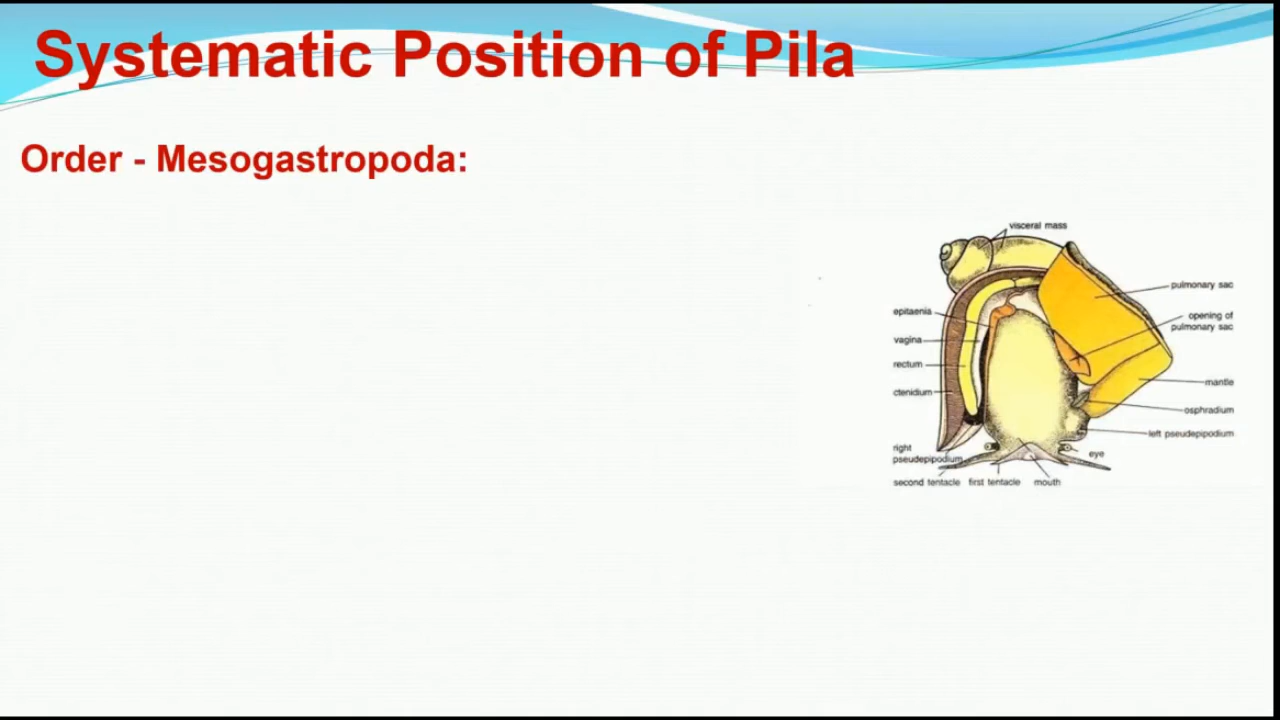 Systematic Position of Pila
Order - Mesogastropoda:
visceral mass
pulmonary sac
opening of
pulmonary sac
epitaenia
vagina
rectum
ctenidium
mantle
osphradium
left pseudepipodium
right
pseudepipodium
eye
second tentacle
first tentacle
mouth